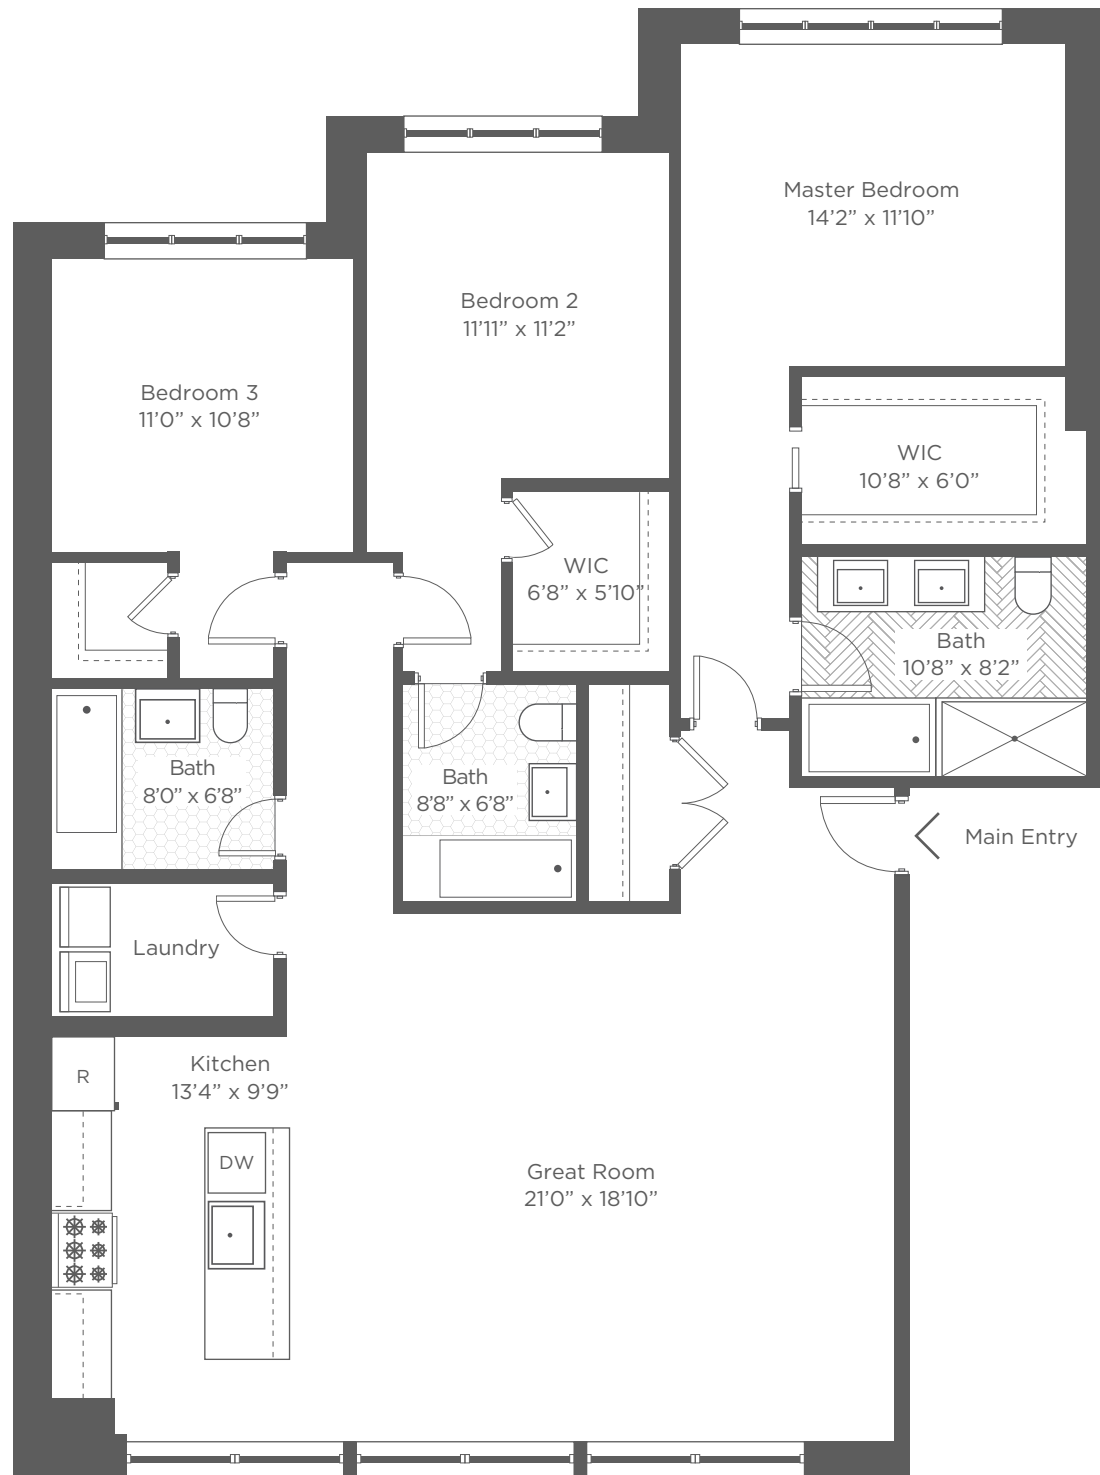 Master Bedroom
14’2” x 11’10”
Bedroom 2
11’11” x 11’2”
Bedroom 3
11’0” x 10’8”
WIC
10’8” x 6’0”
WIC
6’8” x 5’10”
Bath
10’8” x 8’2”
Bath
8’0” x 6’8”
Bath
8’8” x 6’8”
Main Entry
Laundry
Kitchen
13’4” x 9’9”
R
DW
Great Room
21’0” x 18’10”